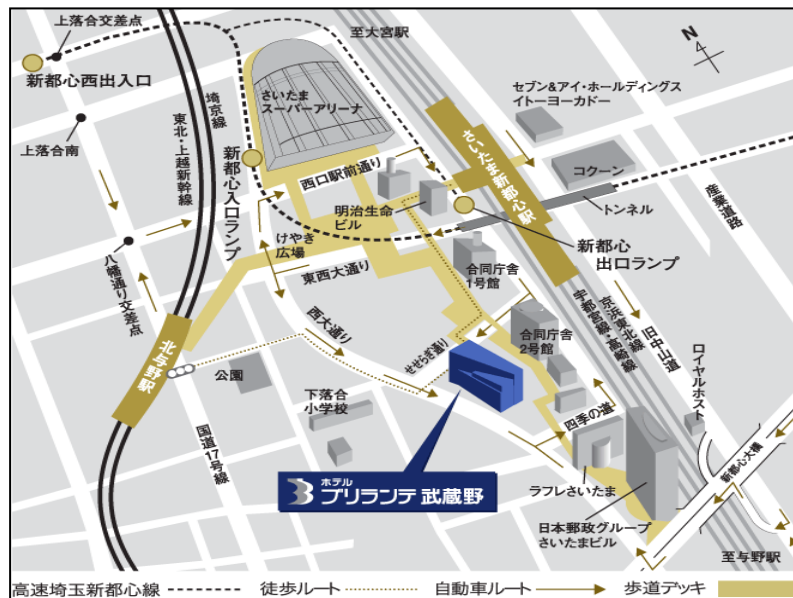 上落合交差点
至大宮駅
N
新都心西出入口
さいたま
スーパーアリーナ
セブン&アイ・ホールディングス
イトーヨーカドー
埼京線
東北・上越新幹線
上落合南
新都心入口ランプ
西口駅前通り
さいたま新都心駅
コクーン
トンネル
産業道路
明治生命
ビル
新都心
出口ランプ
けやき
広場
八幡通り交差点
東西大通り
合同庁舎
1号館
西大通り
せせらぎ通り
合同庁舎
2号館
宇都宮線・高崎線
京浜東北線
旧中山道
ロイヤルホスト
北与野駅
公園
下落合
小学校
国道17号線
四季の道
新都心大橋
ホテル
ブリランテ 武蔵野
ラフレさいたま
日本郵政グループ
さいたまビル
至与野駅
高速埼玉新都心線
徒歩ルート
自動車ルート
歩道デッキ